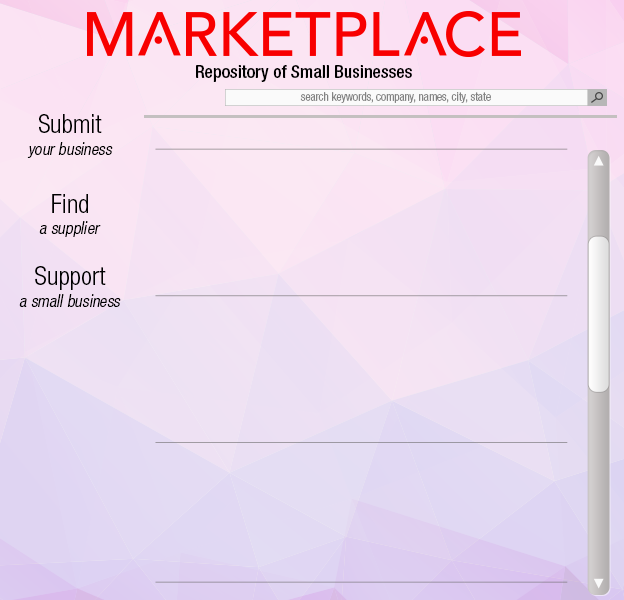 MARKETPLACE
Repository of Small Businesses
search keywords, company, names, city, state
Submit
your business
Find
a supplier
Support
a small business